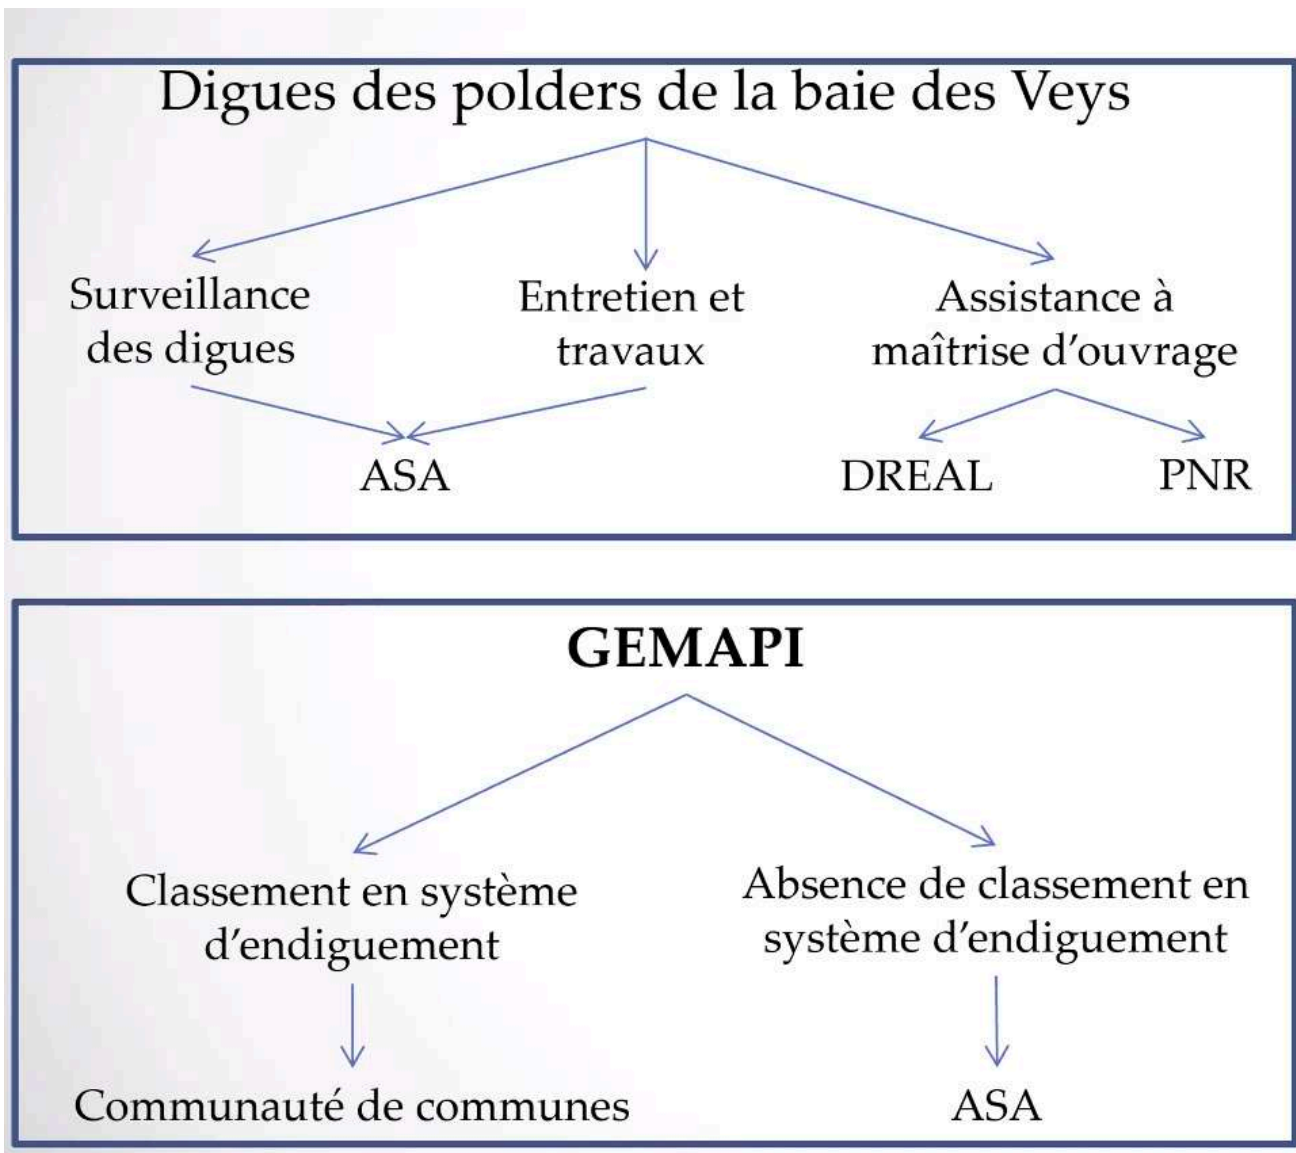 Digues des polders de la baie des Veys
Surveillance
des digues
Entretien et
travaux
Assistance à
maîtrise d'ouvrage
ASA
DREAL
PNR
GEMAPI
Classement en système
d'endiguement
Absence de classement en
système d'endiguement
Communauté de communes
ASA